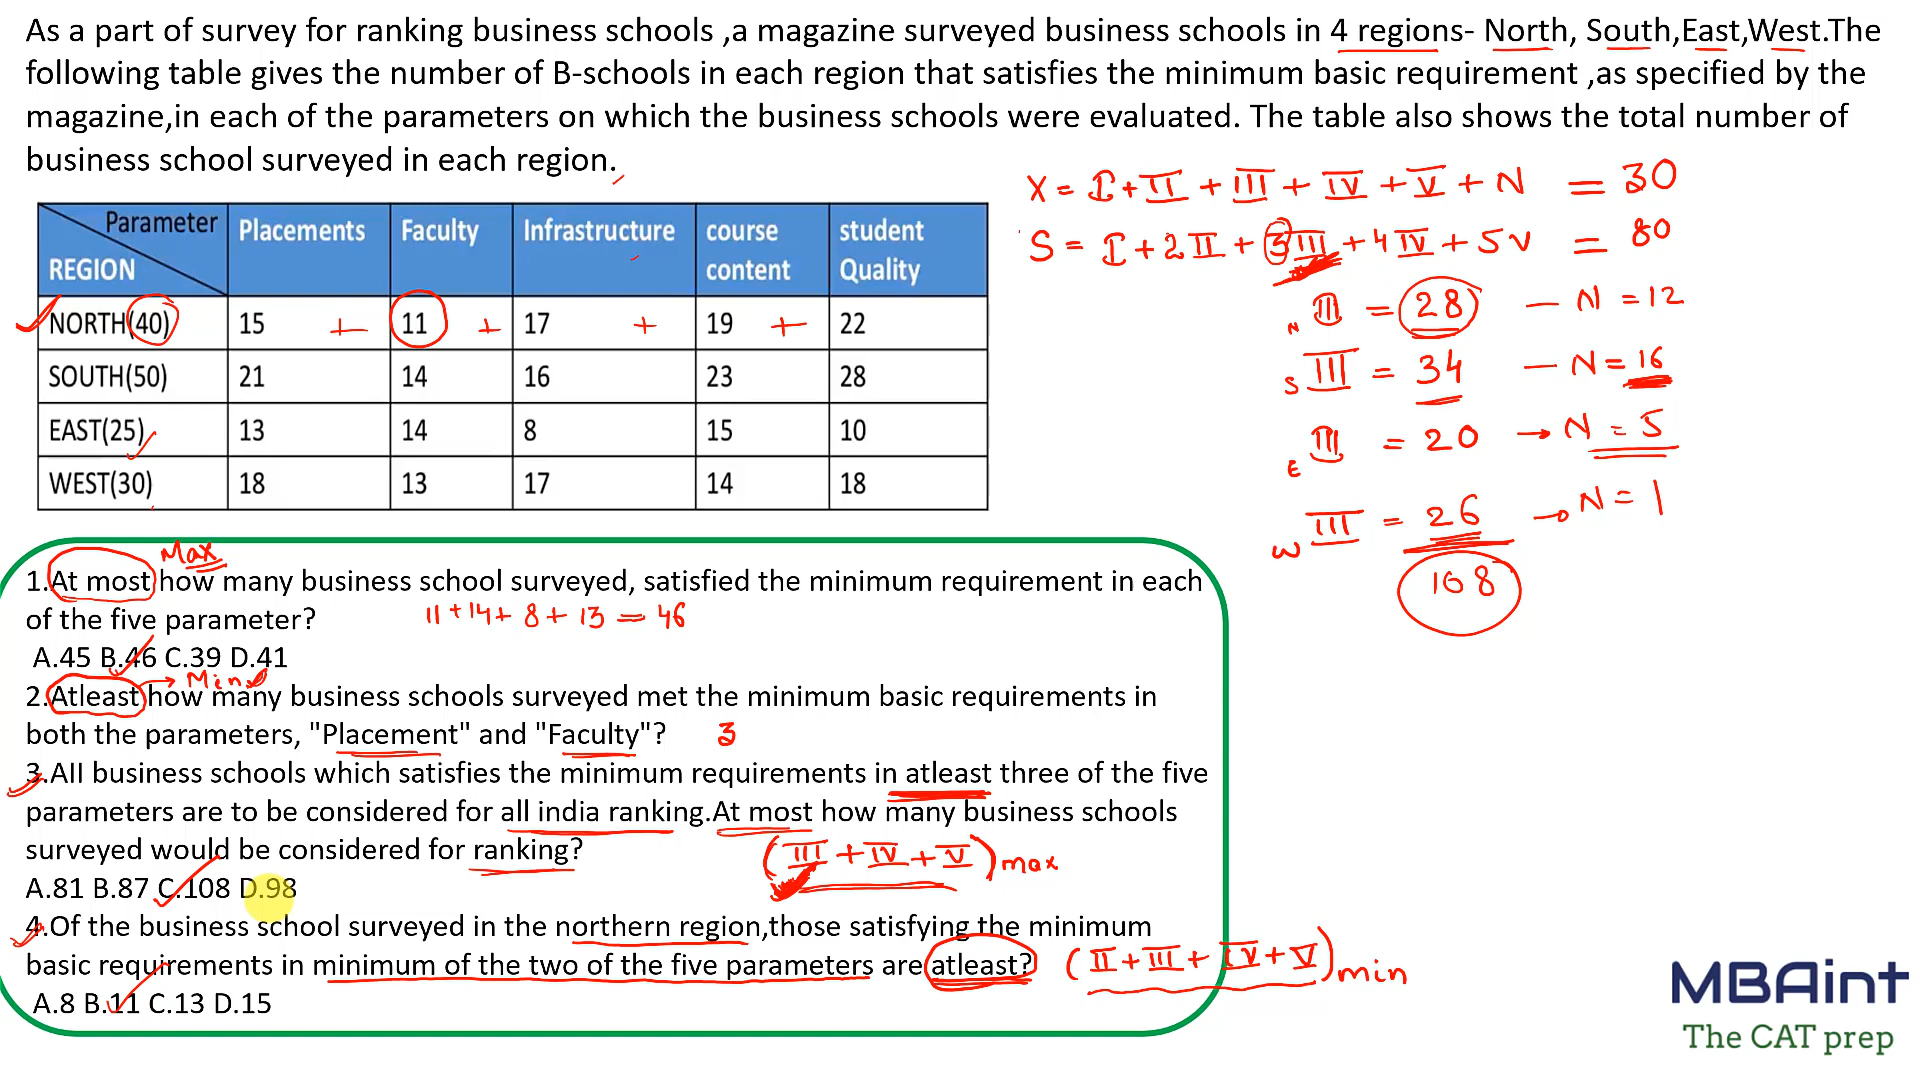 As a part of survey for ranking business schools ,a magazine surveyed business schools in 4 regions- North, South,East,West.The
following table gives the number of B-schools in each region that satisfies the minimum basic requirement ,as specified by the
magazine,in each of the parameters on which the business schools were evaluated. The table also shows the total number of
business school surveyed in each region.
X = I + II + III + IV + V + N = 30
S = I + 2 II + 3 III + 4 IV + 5 V = 80
Parameter REGION Placements Faculty Infrastructure course content student Quality
NORTH(40) 15 + 11 + 17 + 19 + 22
SOUTH(50) 21 14 16 23 28
EAST(25) 13 14 8 15 10
WEST(30) 18 13 17 14 18
N III = 28 — N = 12
S III = 34 — N = 16
E III = 20 → N = 5
W III = 26 → N = 1
108
Max
1.At most how many business school surveyed, satisfied the minimum requirement in each
of the five parameter? 11 + 14 + 8 + 13 = 46
A.45 B.46 C.39 D.41
→ Min
2.Atleast how many business schools surveyed met the minimum basic requirements in
both the parameters, "Placement" and "Faculty"? 3
3.All business schools which satisfies the minimum requirements in atleast three of the five
parameters are to be considered for all india ranking.At most how many business schools
surveyed would be considered for ranking? (III + IV + V) max
A.81 B.87 C.108 D.98
4.Of the business school surveyed in the northern region,those satisfying the minimum
basic requirements in minimum of the two of the five parameters are atleast? (II + III + IV + V) min
A.8 B.11 C.13 D.15
MBAint
The CAT prep